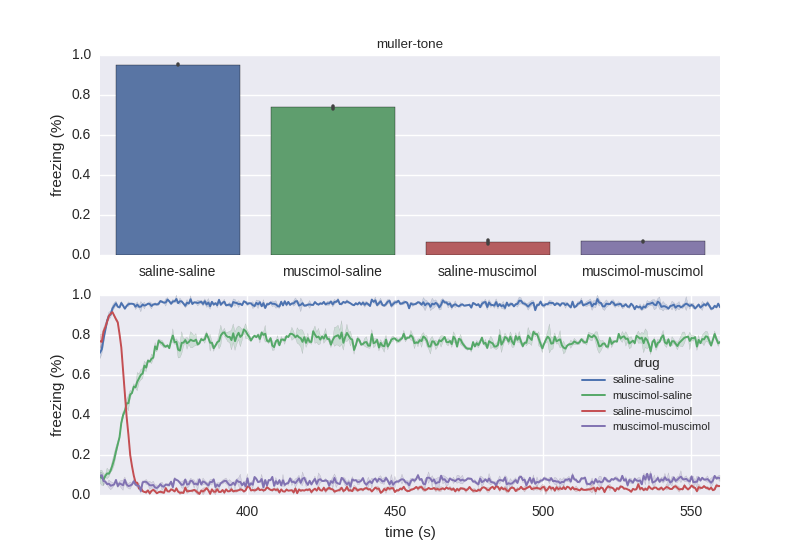 muller-tone
1.0
0.8
0.6
0.4
0.2
0.0
freezing (%)
saline-saline muscimol-saline saline-muscimol muscimol-muscimol
1.0
0.8
0.6
0.4
0.2
0.0
freezing (%)
drug
saline-saline
muscimol-saline
saline-muscimol
muscimol-muscimol
400 450 500 550
time (s)